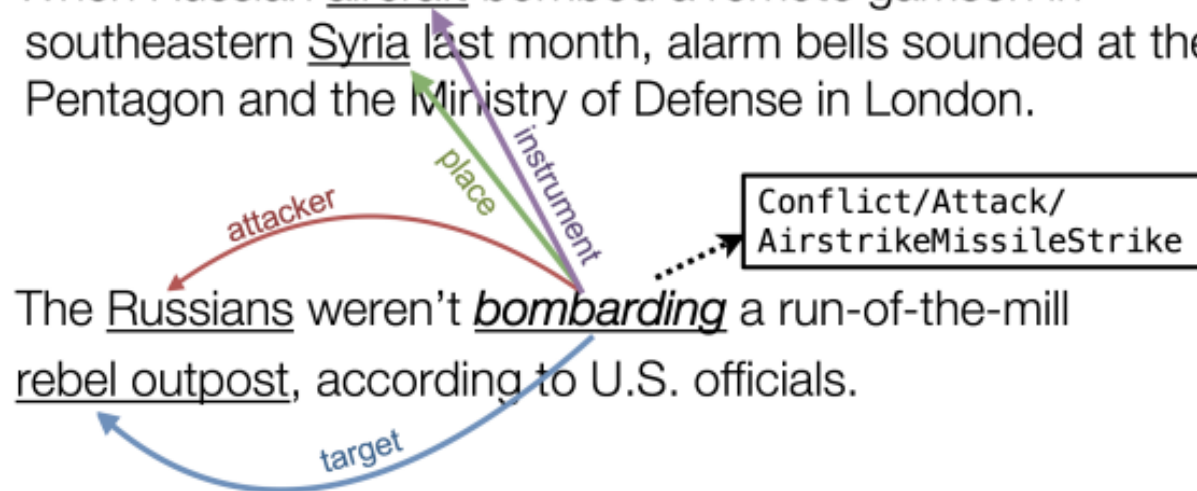 southeastern Syria last month, alarm bells sounded at the
Pentagon and the Ministry of Defense in London.
place
instrument
attacker
Conflict/Attack/
AirstrikeMissileStrike
The Russians weren’t bombarding a run-of-the-mill
rebel outpost, according to U.S. officials.
target